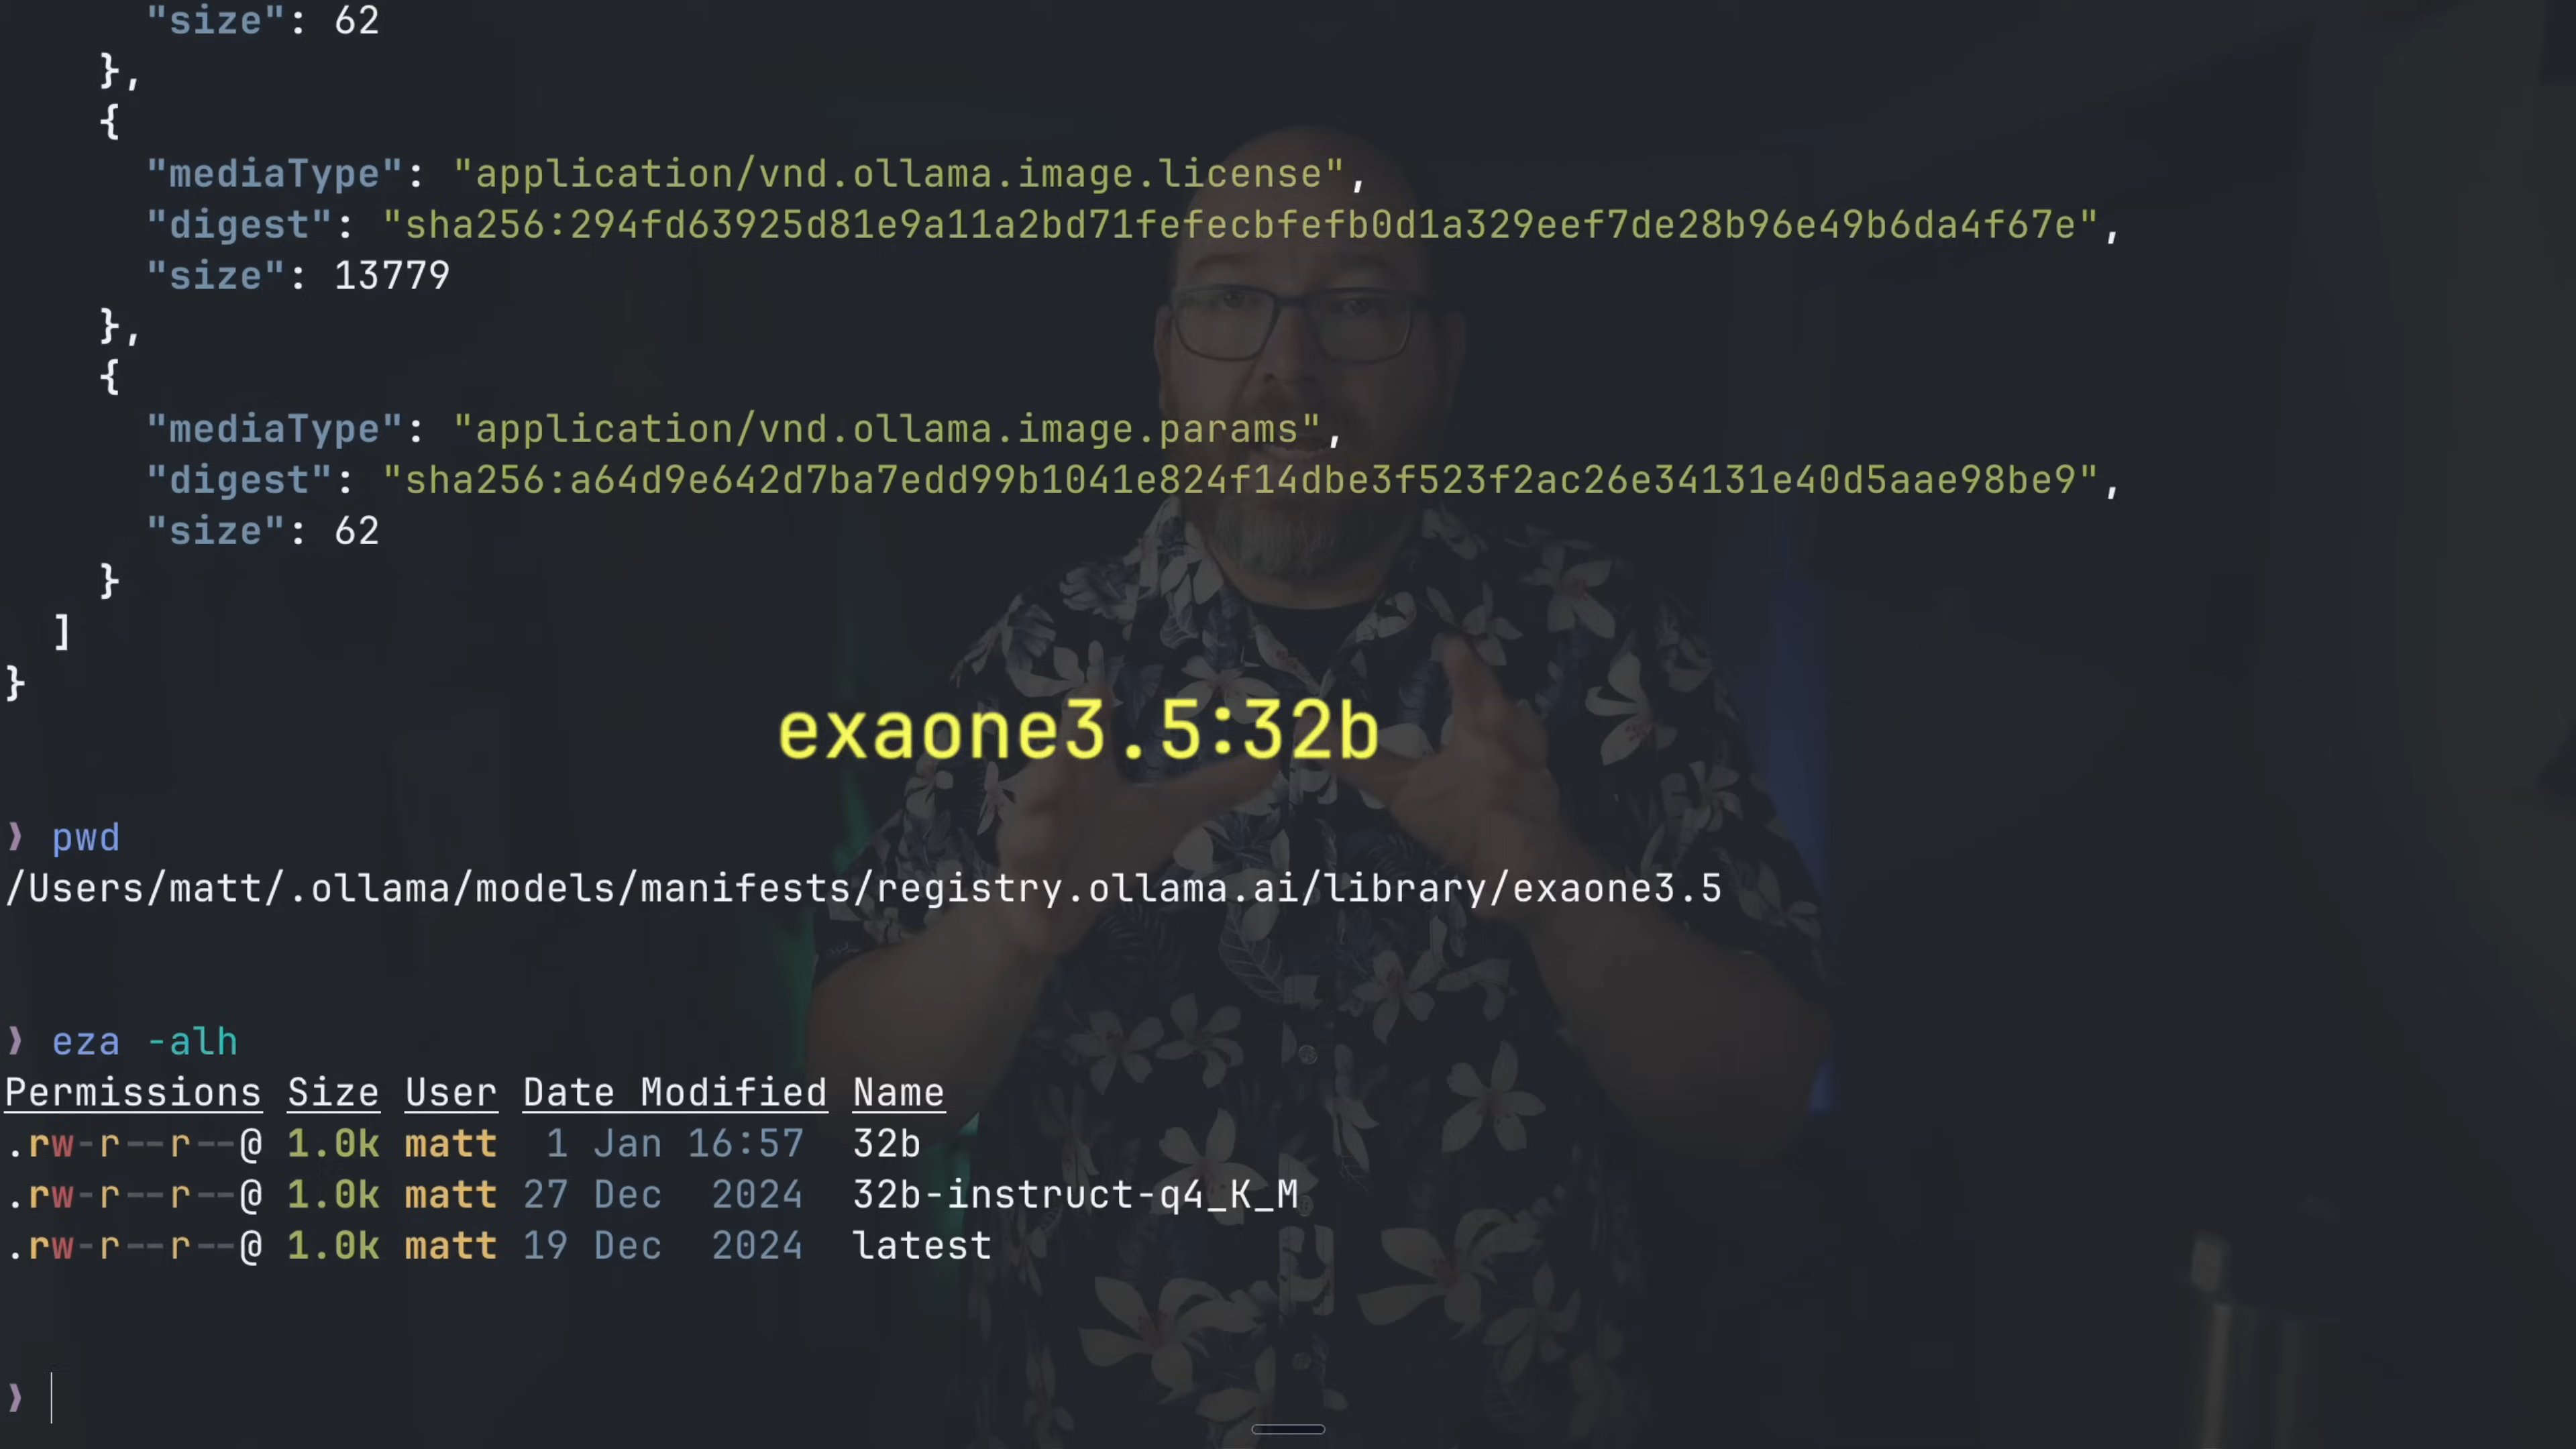 "size": 62
},
{
"mediaType": "application/vnd.ollama.image.license",
"digest": "sha256:294fd63925d81e9a11a2bd71fefecbfefb0d1a329eef7de28b96e49b6da4f67e",
"size": 13779
},
{
"mediaType": "application/vnd.ollama.image.params",
"digest": "sha256:a64d9e642d7ba7edd99b1041e824f14dbe3f523f2ac26e34131e40d5aae98be9",
"size": 62
}
]
}
exaone3.5:32b
❯ pwd
/Users/matt/.ollama/models/manifests/registry.ollama.ai/library/exaone3.5
❯ eza -alh
Permissions Size User Date Modified Name
.rw-r--r--@ 1.0k matt 1 Jan 16:57 32b
.rw-r--r--@ 1.0k matt 27 Dec 2024 32b-instruct-q4_K_M
.rw-r--r--@ 1.0k matt 19 Dec 2024 latest
❯